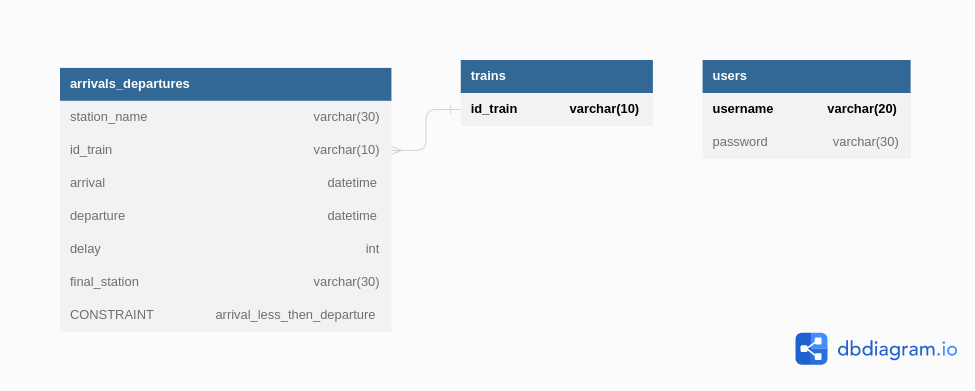 arrivals_departures
station_name varchar(30)
id_train varchar(10)
arrival datetime
departure datetime
delay int
final_station varchar(30)
CONSTRAINT arrival_less_then_departure
trains
id_train varchar(10)
users
username varchar(20)
password varchar(30)
dbdiagram.io